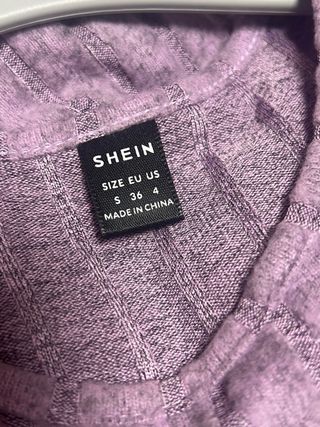 SHEIN
SIZE EU US
S 36 4
MADE IN CHINA